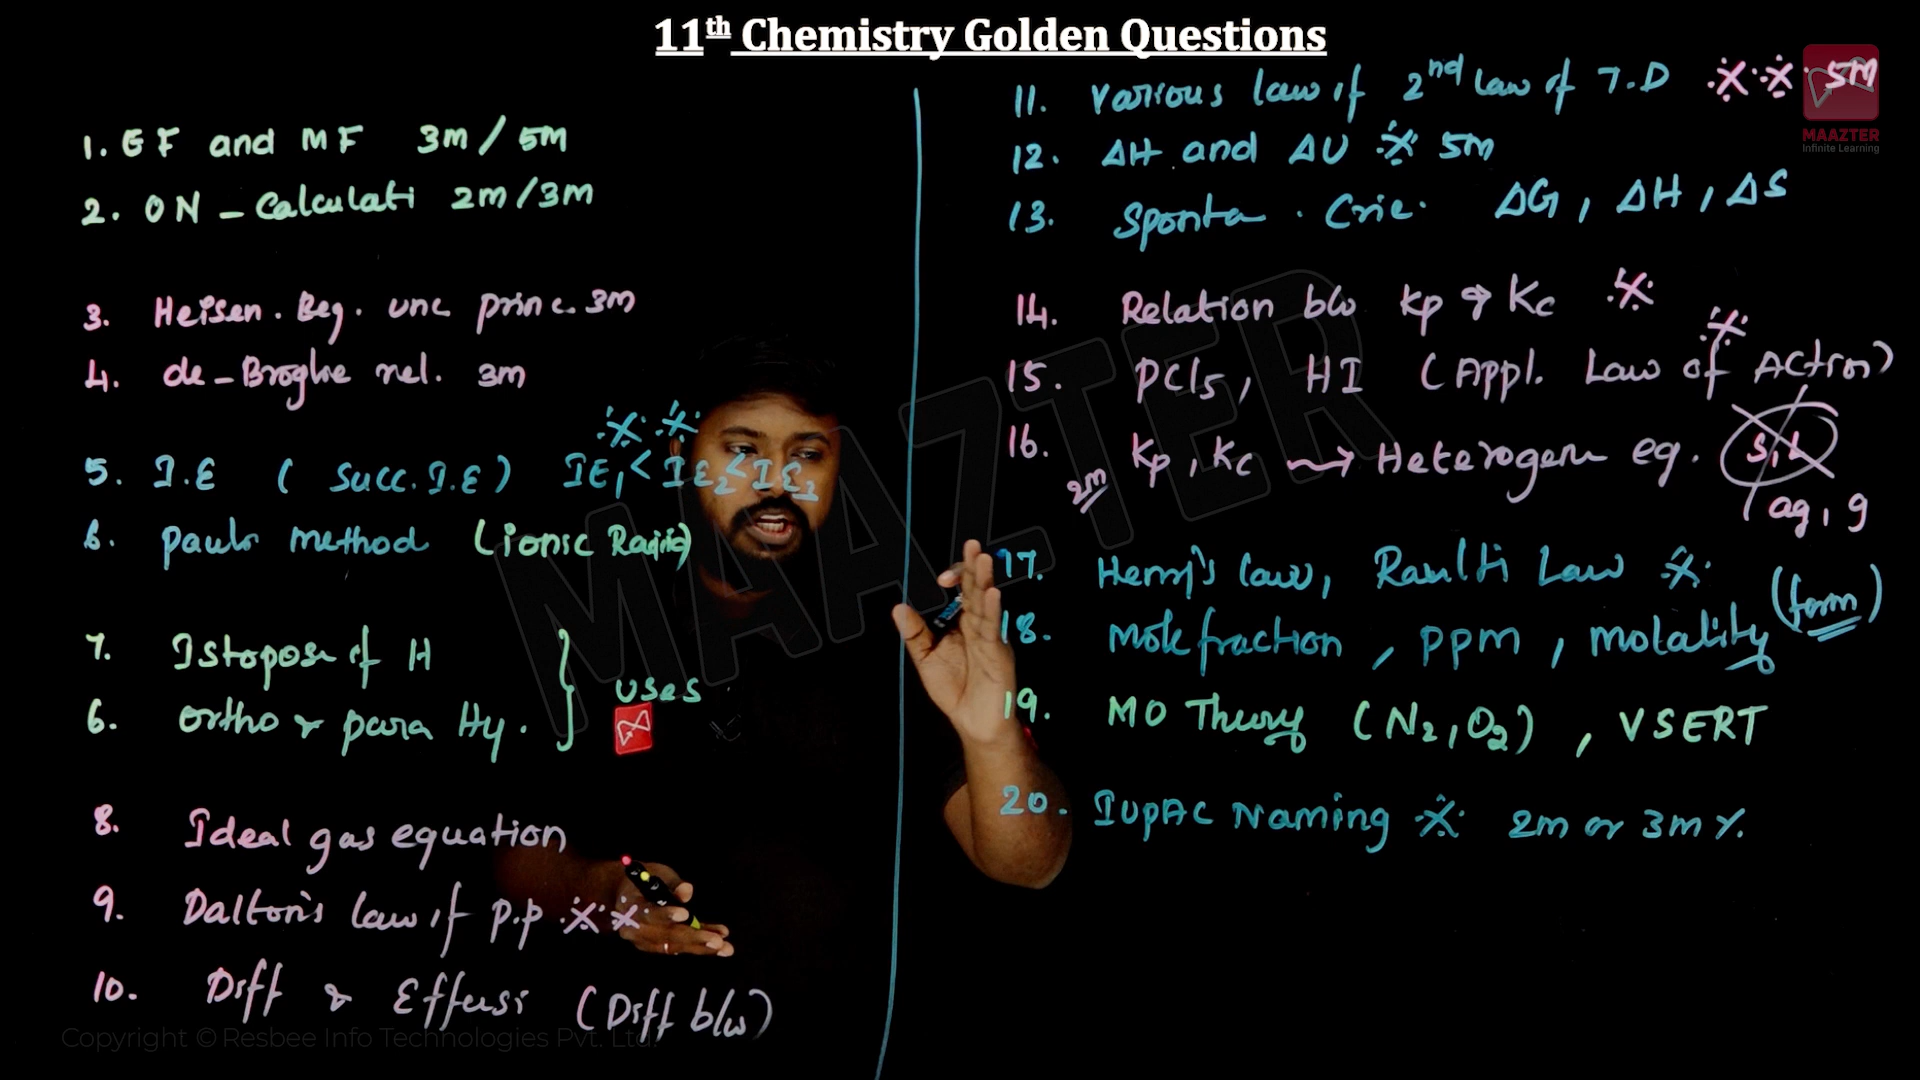 11th Chemistry Golden Questions
1. EF and MF 3m / 5m
2. ON - Calculati 2m/3m
3. Heisen. Beg. unc princ. 3m
4. de-Broglie rel. 3m
5. I.E ( Succ. I.E ) IE1 < IE2 < IE3
6. Pauls method (ionic Radii)
7. Istopose of H
6. Ortho & para Hy.
uses
8. Ideal gas equation
9. Dalton's law of p.p ※※
10. Diff & Effusi (Diff b/w)
11. Various law of 2nd law of T.D ※※ 5M
12. ΔH and ΔU ※ 5m
13. Sponta. Crie. ΔG, ΔH, ΔS
14. Relation b/w Kp & Kc ※
15. PCl5, HI (Appl. Law of Action) ※
16. Kp, Kc → Heterogen eq. S, L
2m
aq, g
17. Henry's law, Raulti Law ※
18. Mole fraction, PPM, Molality (form)
19. MO Theory (N2, O2), VSERT
20. IUPAC Naming ※ 2m or 3m
MAAZTER
Infinite Learning
MAAZTER
Copyright © Resbee Info Technologies Pvt. Ltd.